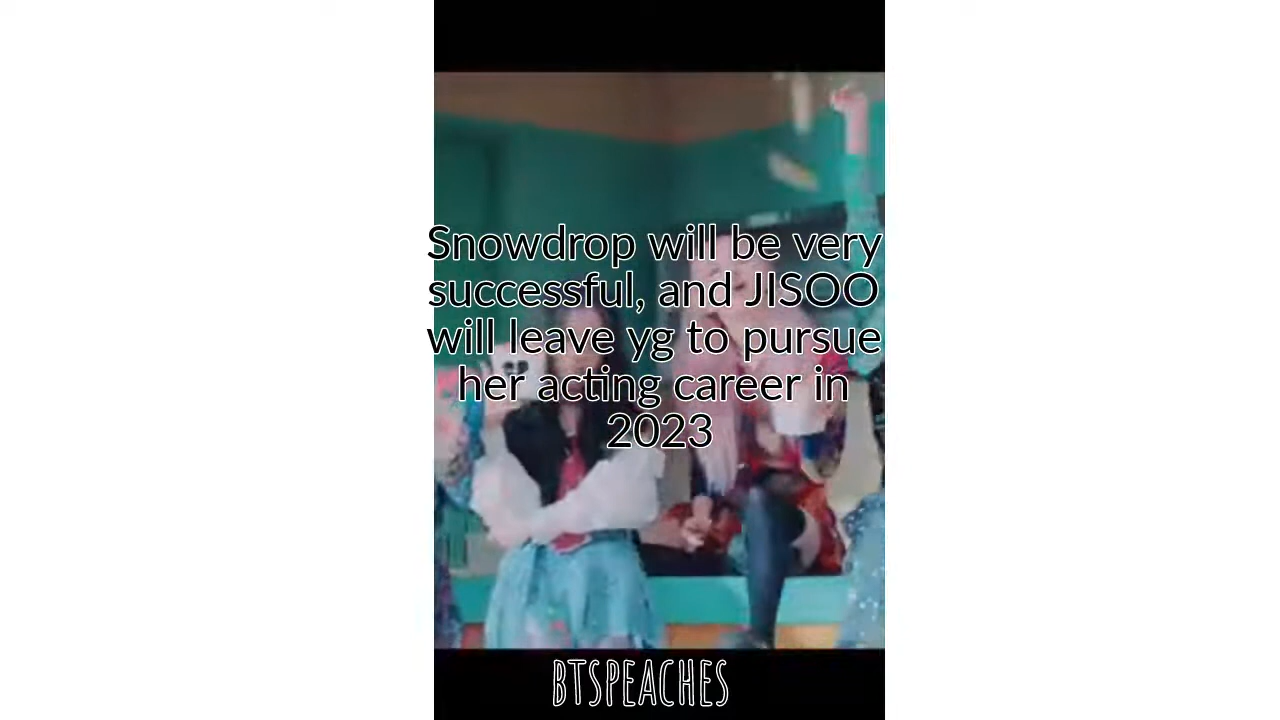 Snowdrop will be very
successful, and JISOO
will leave yg to pursue
her acting career in
2023
BTSPEACHES